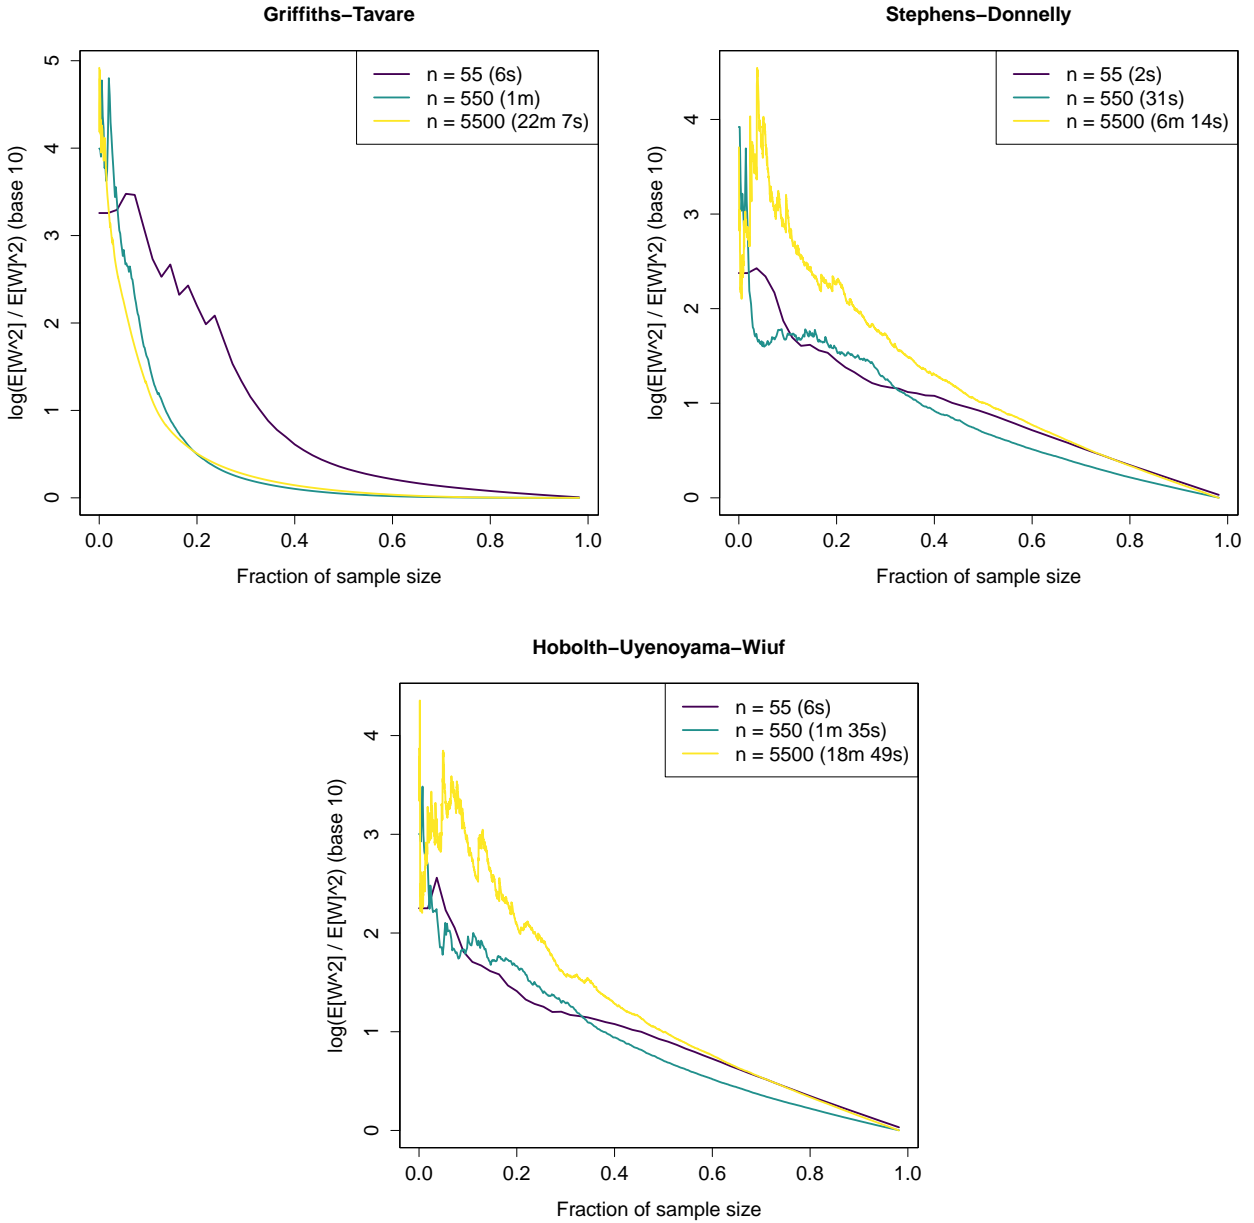 Griffiths−Tavare
log(E[W^2] / E[W]^2) (base 10)
5
4
3
2
1
0
n = 55 (6s)
n = 550 (1m)
n = 5500 (22m 7s)
0.0 0.2 0.4 0.6 0.8 1.0
Fraction of sample size
Stephens−Donnelly
log(E[W^2] / E[W]^2) (base 10)
4
3
2
1
0
n = 55 (2s)
n = 550 (31s)
n = 5500 (6m 14s)
0.0 0.2 0.4 0.6 0.8 1.0
Fraction of sample size
Hobolth−Uyenoyama−Wiuf
log(E[W^2] / E[W]^2) (base 10)
4
3
2
1
0
n = 55 (6s)
n = 550 (1m 35s)
n = 5500 (18m 49s)
0.0 0.2 0.4 0.6 0.8 1.0
Fraction of sample size